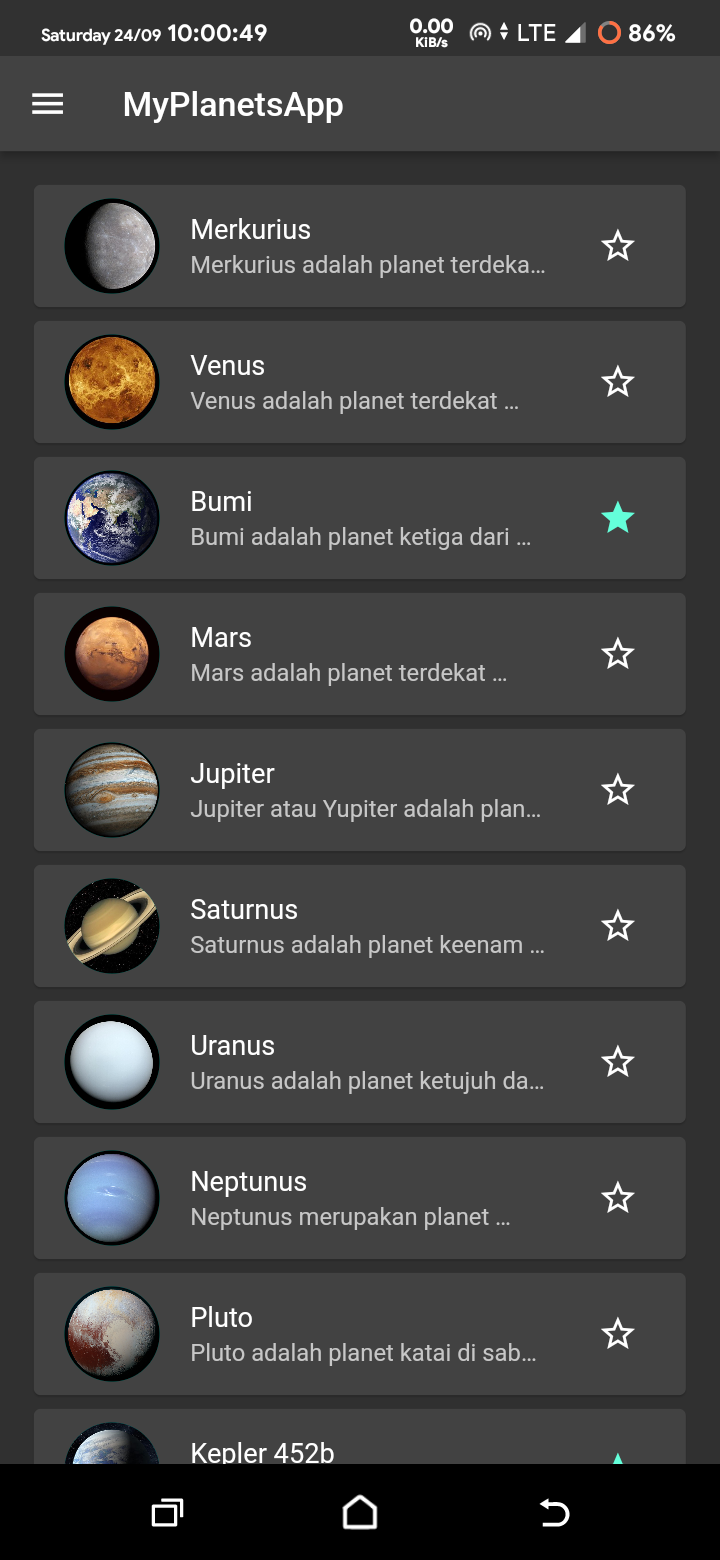 Saturday 24/09 10:00:49 0.00 KiB/s LTE 86%
MyPlanetsApp
Merkurius
Merkurius adalah planet terdeka...
Venus
Venus adalah planet terdekat ...
Bumi
Bumi adalah planet ketiga dari ...
Mars
Mars adalah planet terdekat ...
Jupiter
Jupiter atau Yupiter adalah plan...
Saturnus
Saturnus adalah planet keenam ...
Uranus
Uranus adalah planet ketujuh da...
Neptunus
Neptunus merupakan planet ...
Pluto
Pluto adalah planet katai di sab...
Kepler 452b